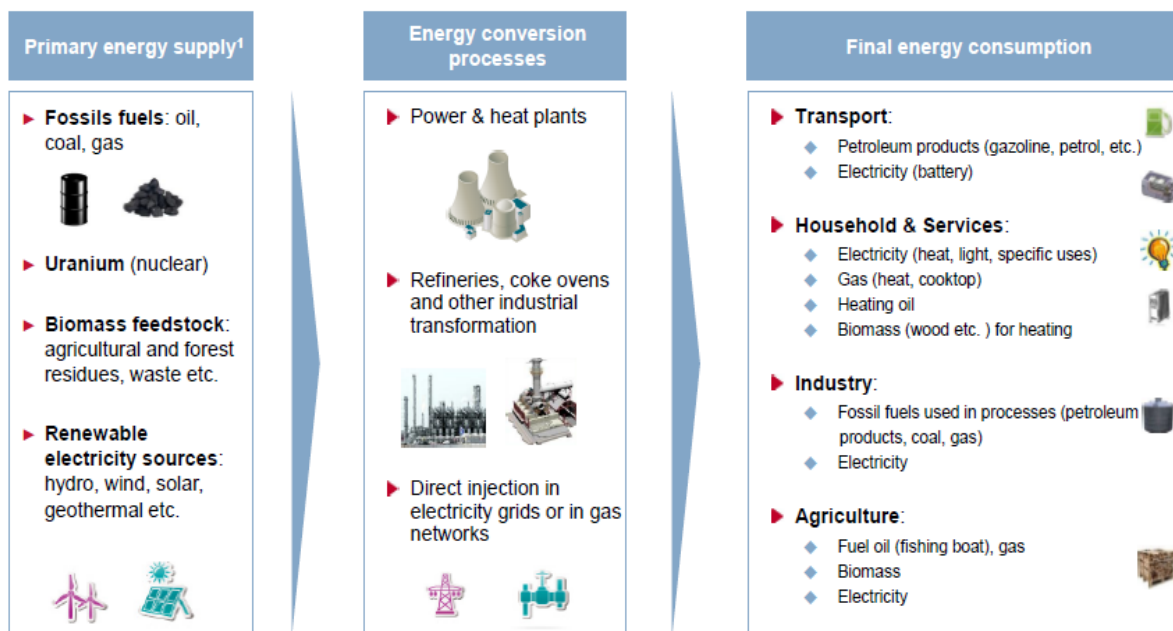 Primary energy supply1
Fossils fuels: oil,
coal, gas
Uranium (nuclear)
Biomass feedstock:
agricultural and forest
residues, waste etc.
Renewable
electricity sources:
hydro, wind, solar,
geothermal etc.
Energy conversion
processes
Power & heat plants
Refineries, coke ovens
and other industrial
transformation
Direct injection in
electricity grids or in gas
networks
Final energy consumption
Transport:
Petroleum products (gazoline, petrol, etc.)
Electricity (battery)
Household & Services:
Electricity (heat, light, specific uses)
Gas (heat, cooktop)
Heating oil
Biomass (wood etc. ) for heating
Industry:
Fossil fuels used in processes (petroleum
products, coal, gas)
Electricity
Agriculture:
Fuel oil (fishing boat), gas
Biomass
Electricity